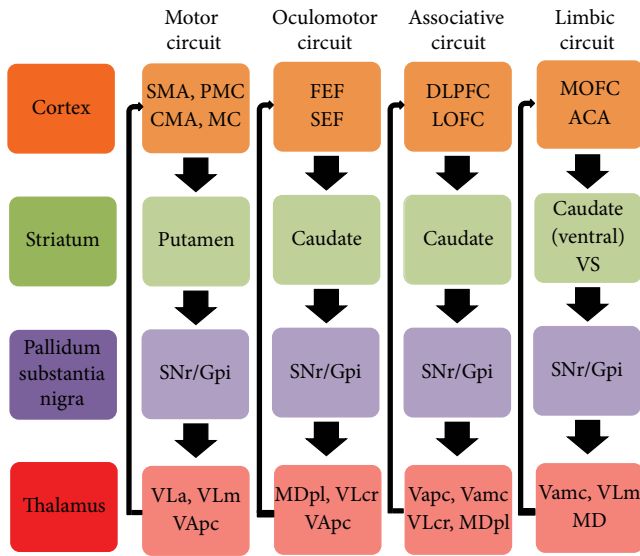 Motor
circuit
Oculomotor
circuit
Associative
circuit
Limbic
circuit
Cortex
SMA, PMC
CMA, MC
FEF
SEF
DLPFC
LOFC
MOFC
ACA
Striatum
Putamen
Caudate
Caudate
Caudate
(ventral)
VS
Pallidum
substantia
nigra
SNr/Gpi
SNr/Gpi
SNr/Gpi
SNr/Gpi
Thalamus
VLa, VLm
VApc
MDpl, VLcr
VApc
Vapc, Vamc
VLcr, MDpl
Vamc, VLm
MD